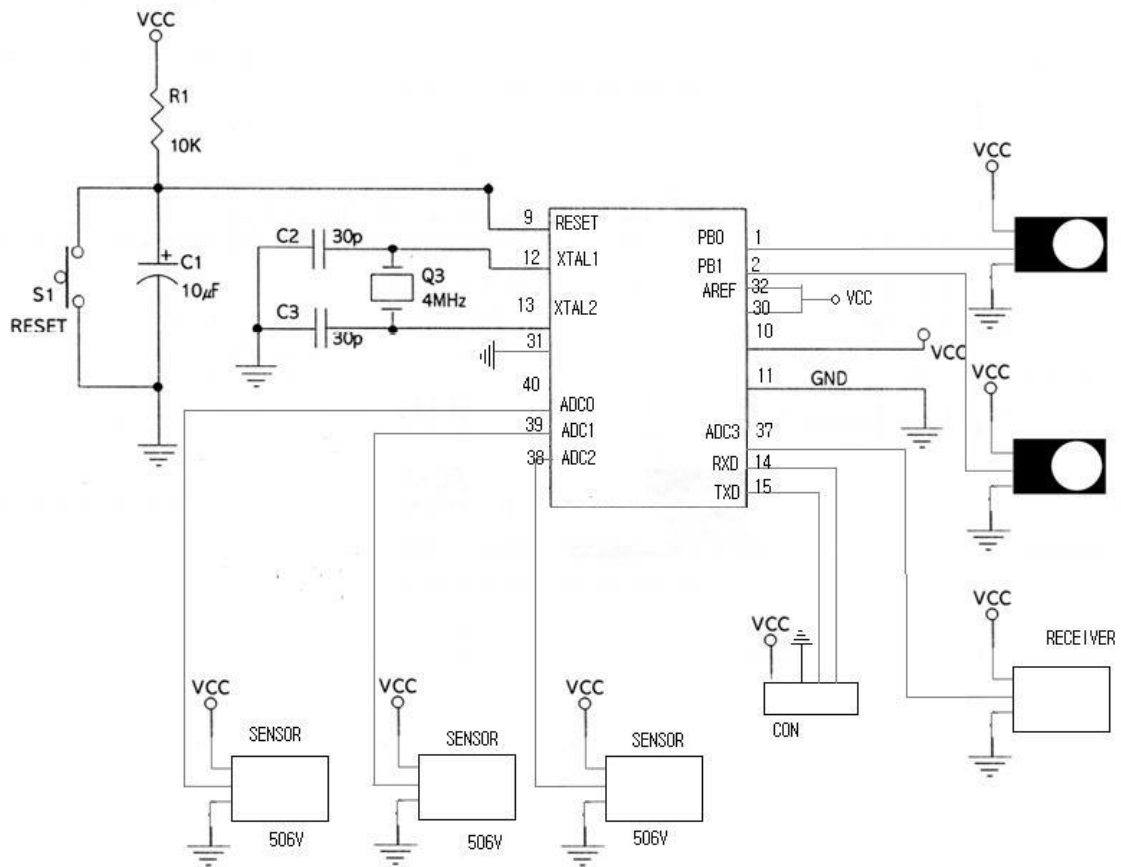 VCC
R1
10K
C2 30p
C1
10µF
S1
RESET
Q3
4MHz
C3
30p
9 RESET
12 XTAL1
13 XTAL2
31
40
ADC0
39 ADC1
38 ADC2
PB0 1
PB1 2
AREF 32
30
VCC
10
VCC
11 GND
ADC3 37
RXD 14
TXD 15
VCC
VCC
VCC
RECEIVER
VCC
CON
VCC
SENSOR
506V
VCC
SENSOR
506V
VCC
SENSOR
506V